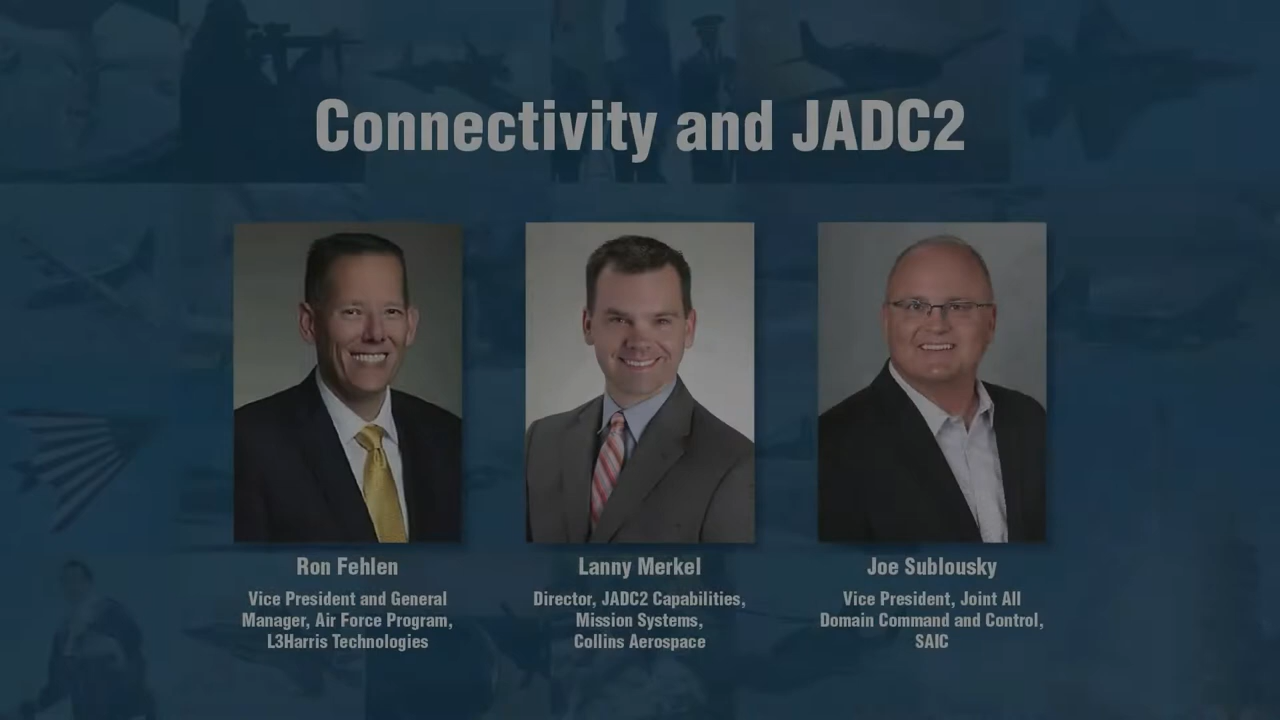 Connectivity and JADC2
Ron Fehlen
Vice President and General
Manager, Air Force Program,
L3Harris Technologies
Lanny Merkel
Director, JADC2 Capabilities,
Mission Systems,
Collins Aerospace
Joe Sublousky
Vice President, Joint All
Domain Command and Control,
SAIC